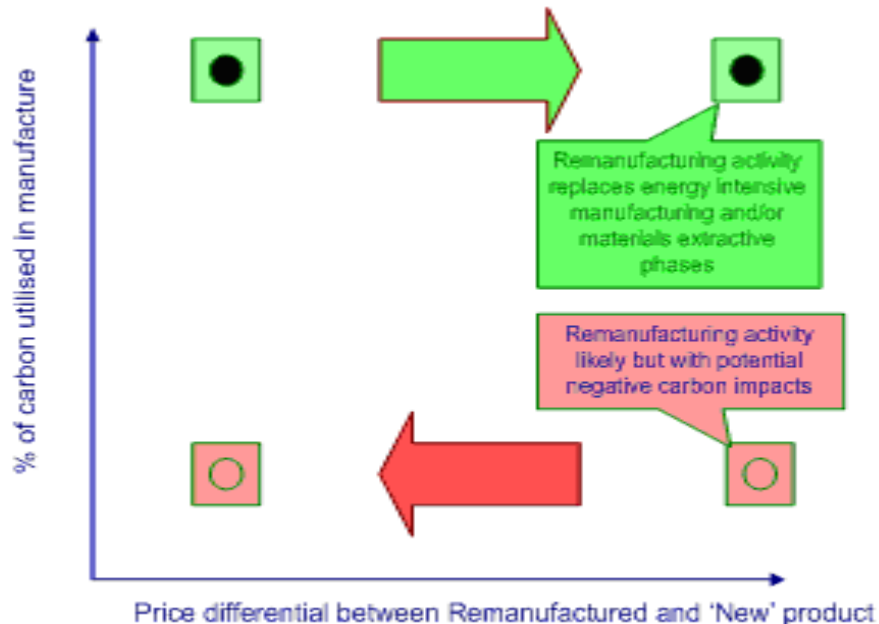 % of carbon utilised in manufacture
Remanufacturing activity
replaces energy intensive
manufacturing and/or
materials extractive
phases
Remanufacturing activity
likely but with potential
negative carbon impacts
Price differential between Remanufactured and ‘New’ product